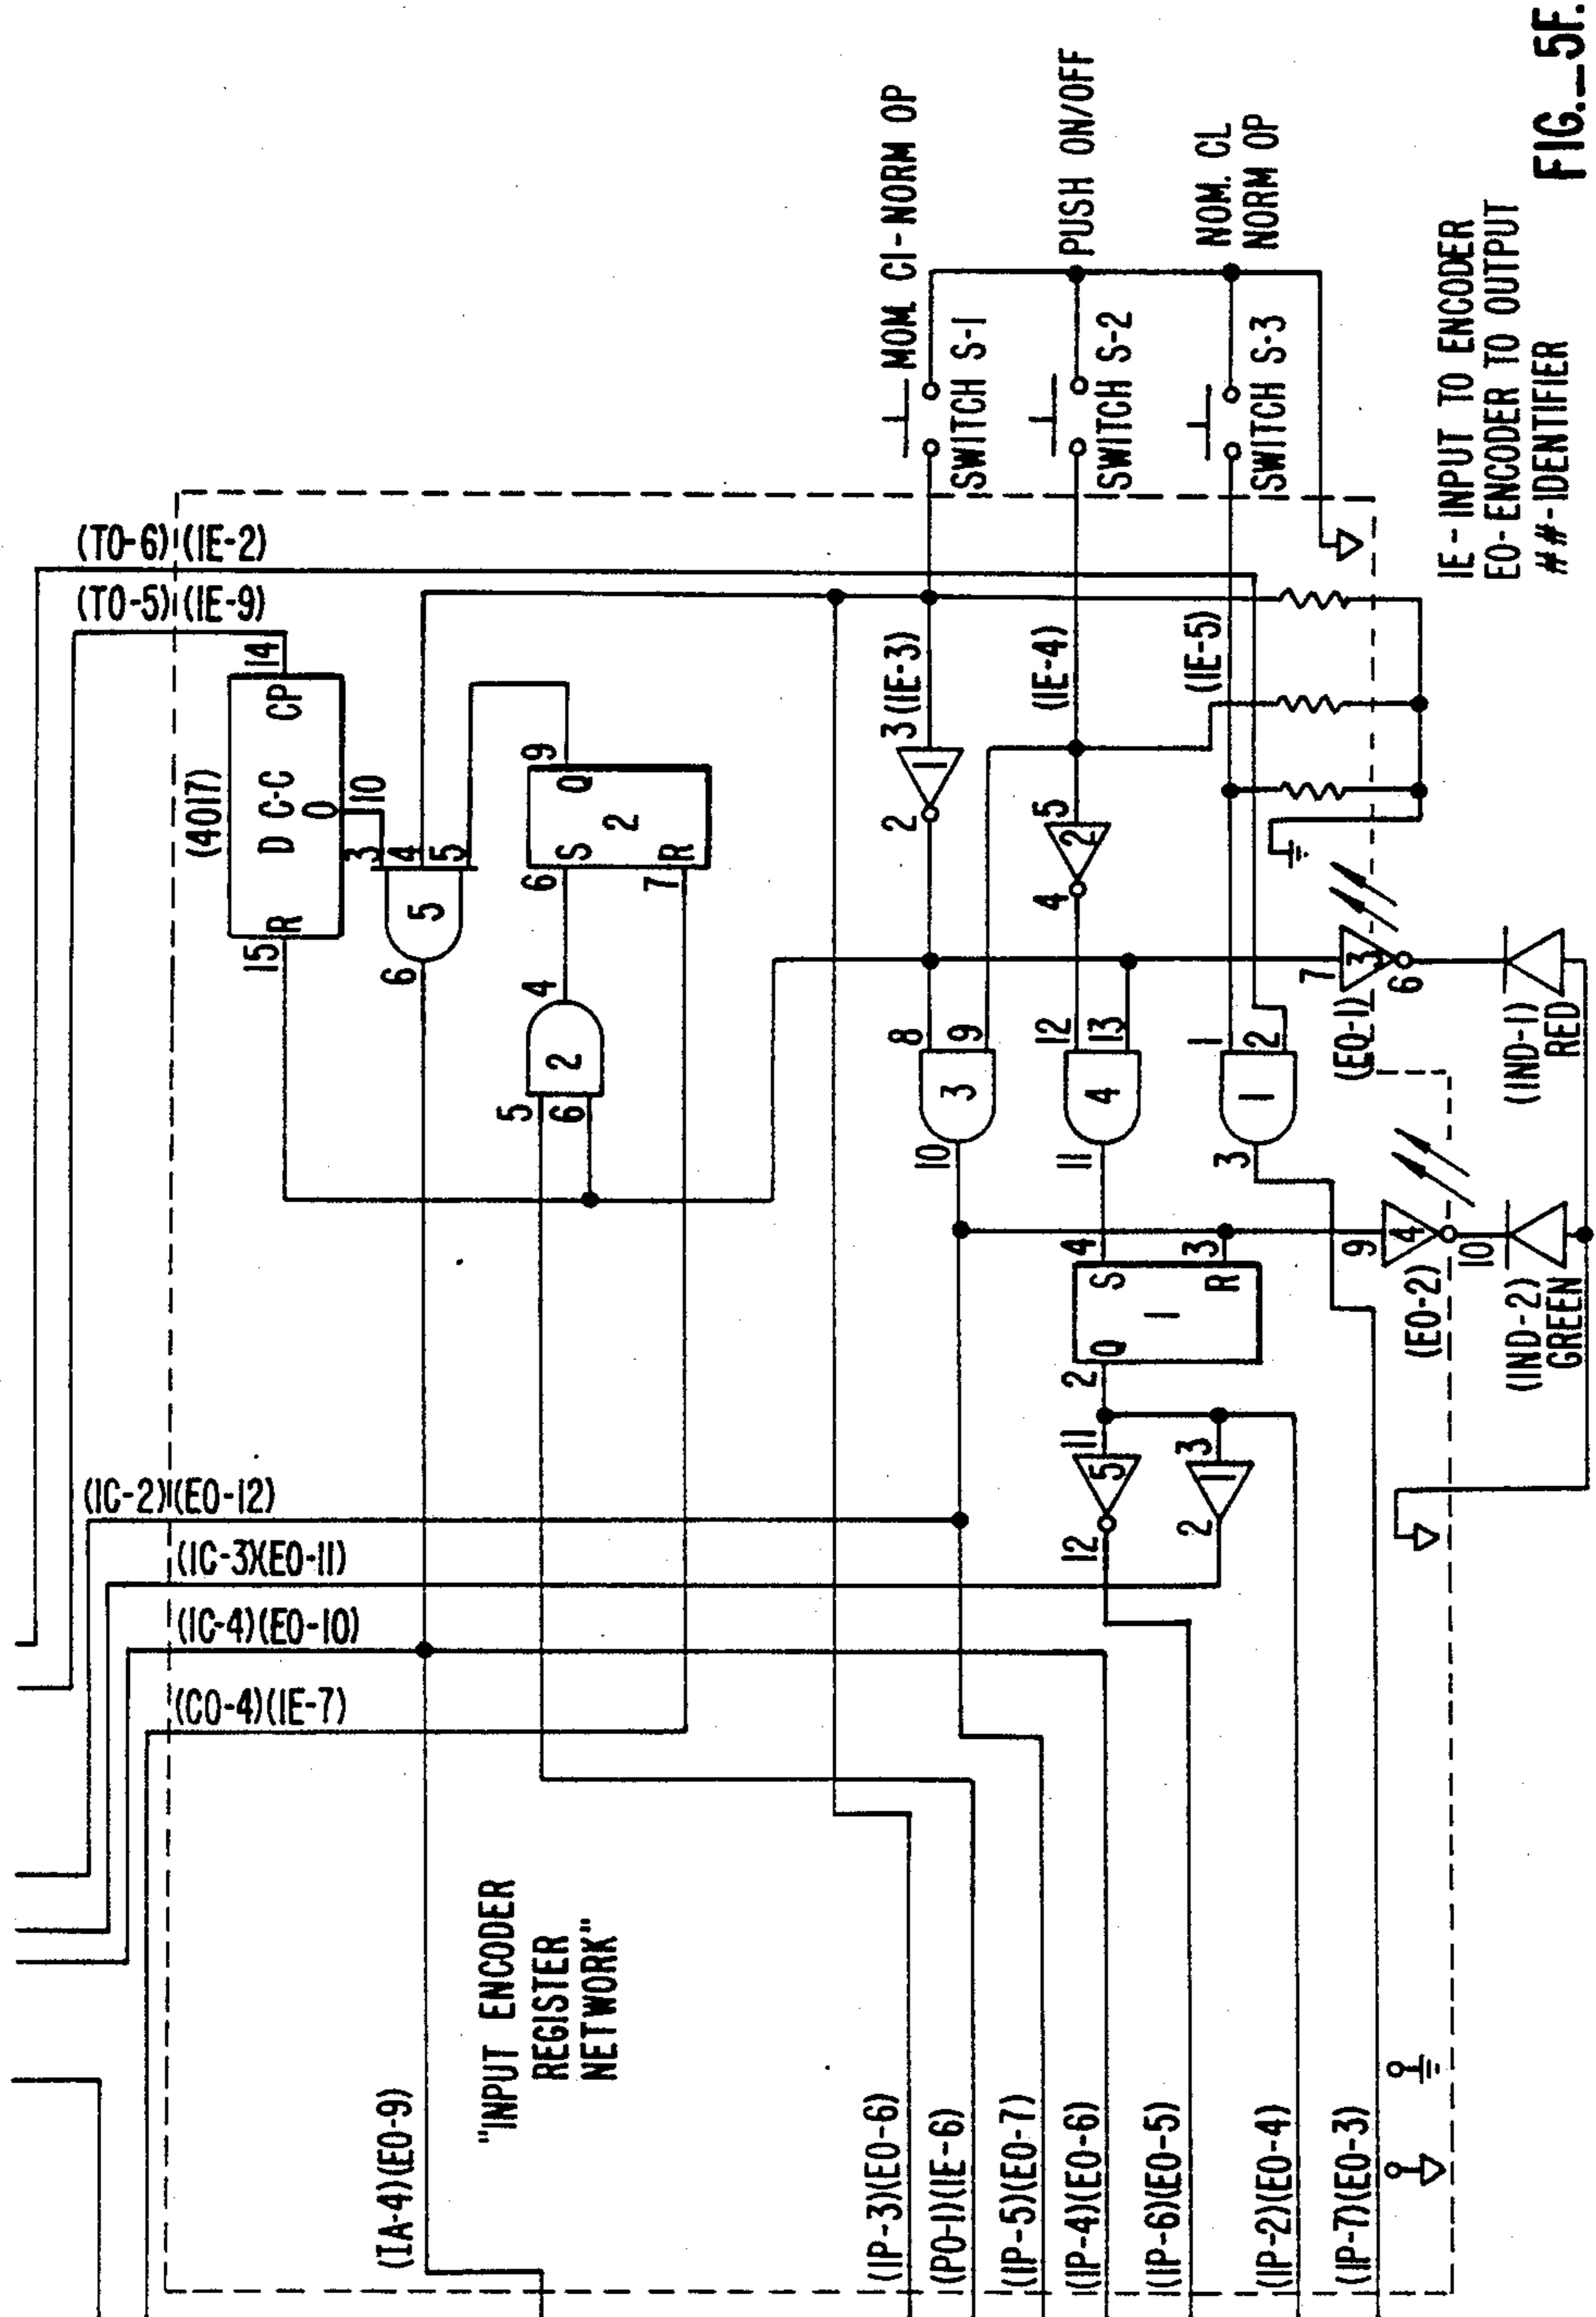 (TO-6)(IE-2)
(TO-5)(IE-9)
(4017)
D C-C
CP
14
O
10
R
15
3
4
5
5
6
9
Q
2
S
R
6
7
4
2
5
6
MOM. CI-NORM OP
SWITCH S-1
PUSH ON/OFF
SWITCH S-2
NOM. CL
NORM OP
SWITCH S-3
3(IE-3)
1
2
(IE-4)
5
2
4
(IE-5)
8
9
3
10
12
13
4
11
1
2
1
3
7
3
6
(EO-1)
(IND-1)
RED
9
4
10
(EO-2)
(IND-2)
GREEN
4
S
3
R
1
Q
2
11
5
12
3
1
2
(IC-2)(EO-12)
(IC-3)(EO-11)
(IC-4)(EO-10)
(CO-4)(IE-7)
"INPUT ENCODER
REGISTER
NETWORK"
(IA-4)(EO-9)
(IP-3)(EO-6)
(PO-1)(IE-6)
(IP-5)(EO-7)
(IP-4)(EO-6)
(IP-6)(EO-5)
(IP-2)(EO-4)
(IP-7)(EO-3)
IE-INPUT TO ENCODER
EO-ENCODER TO OUTPUT
##-IDENTIFIER
FIG._5F.